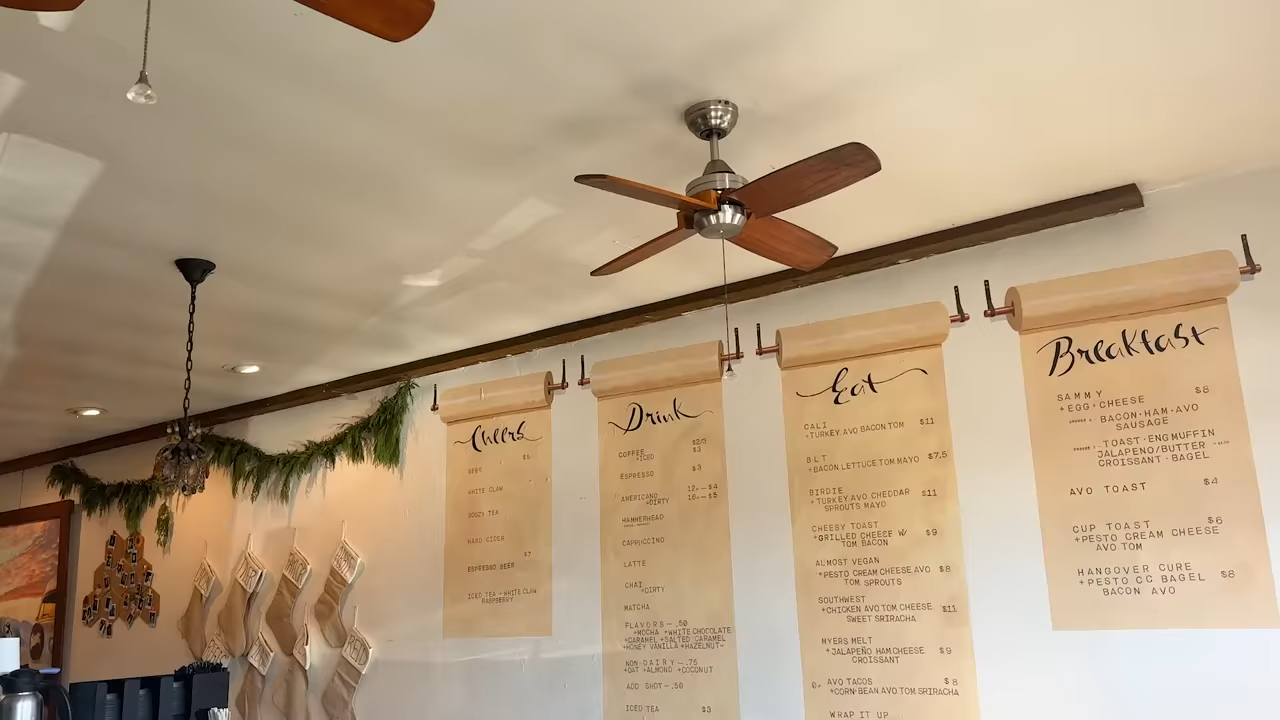 Cheers
BEER $5
WHITE CLAW
BOOZY TEA
HARD CIDER
$7
ESPRESSO BEER
ICED TEA + WHITE CLAW
RASPBERRY
Drink
COFFEE $2/3
+ICED $3
ESPRESSO $3
AMERICANO 12oz—$4
+DIRTY 16oz—$5
HAMMERHEAD
CAPPUCCINO
LATTE
CHAI
+DIRTY
MATCHA
FLAVORS—.50
+MOCHA +WHITE CHOCOLATE
+CARAMEL +SALTED CARAMEL
+HONEY VANILLA +HAZELNUT
NON-DAIRY—.75
+OAT +ALMOND +COCONUT
ADD SHOT—.50
ICED TEA $3
Eat
CALI $11
+TURKEY AVO BACON TOM
BLT $7.5
+BACON LETTUCE TOM MAYO
BIRDIE
+TURKEY AVO CHEDDAR $11
SPROUTS MAYO
CHEESY TOAST
+GRILLED CHEESE W/ $9
TOM BACON
ALMOST VEGAN
+PESTO CREAM CHEESE AVO $8
TOM SPROUTS
SOUTHWEST
+CHICKEN AVO TOM CHEESE $11
SWEET SRIRACHA
MYERS MELT
+JALAPEÑO HAM CHEESE $9
CROISSANT
AVO TACOS $8
+CORN·BEAN AVO TOM SRIRACHA
WRAP IT UP
Breakfast
SAMMY $8
+EGG·CHEESE
BACON·HAM·AVO
SAUSAGE
TOAST·ENG MUFFIN
JALAPENO/BUTTER
CROISSANT·BAGEL
AVO TOAST $4
CUP TOAST $6
+PESTO CREAM CHEESE
AVO TOM
HANGOVER CURE
+PESTO CC BAGEL $8
BACON AVO